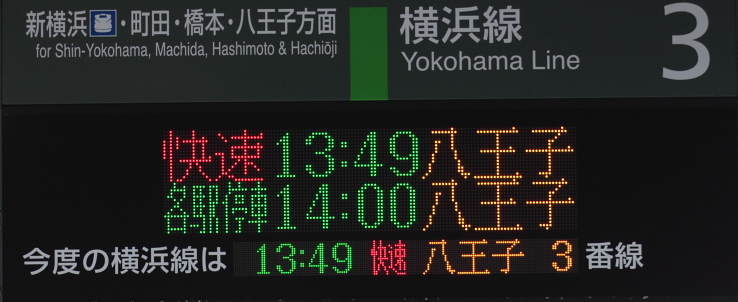 新横浜・町田・橋本・八王子方面
for Shin-Yokohama, Machida, Hashimoto & Hachiōji
横浜線
Yokohama Line
3
快速 13:49 八王子
各駅停車 14:00 八王子
今度の横浜線は 13:49 快速 八王子 3 番線